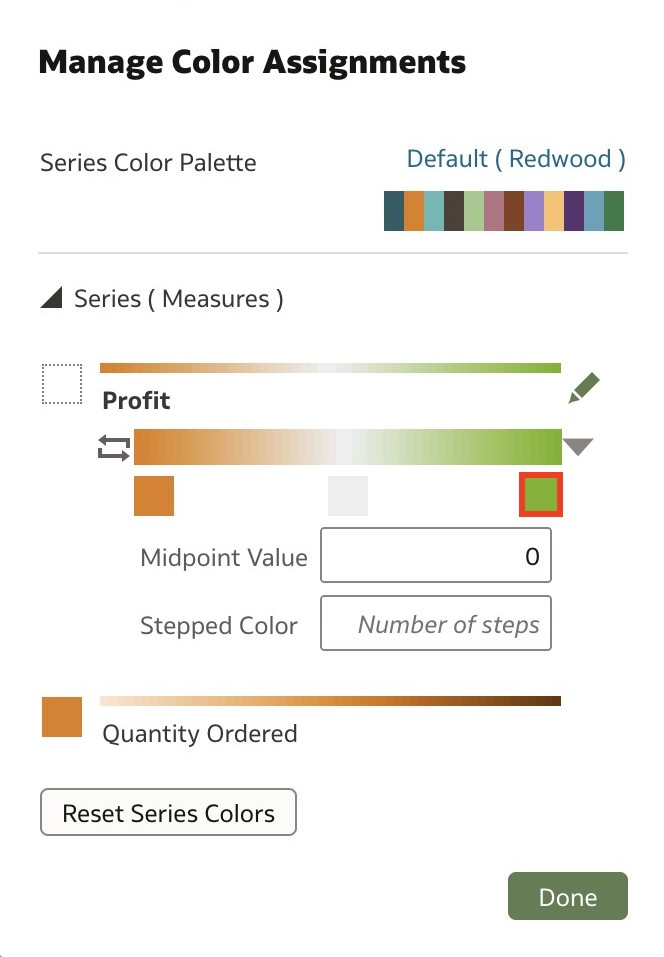 Manage Color Assignments
Series Color Palette
Default ( Redwood )
Series ( Measures )
Profit
Midpoint Value
0
Stepped Color
Number of steps
Quantity Ordered
Reset Series Colors
Done